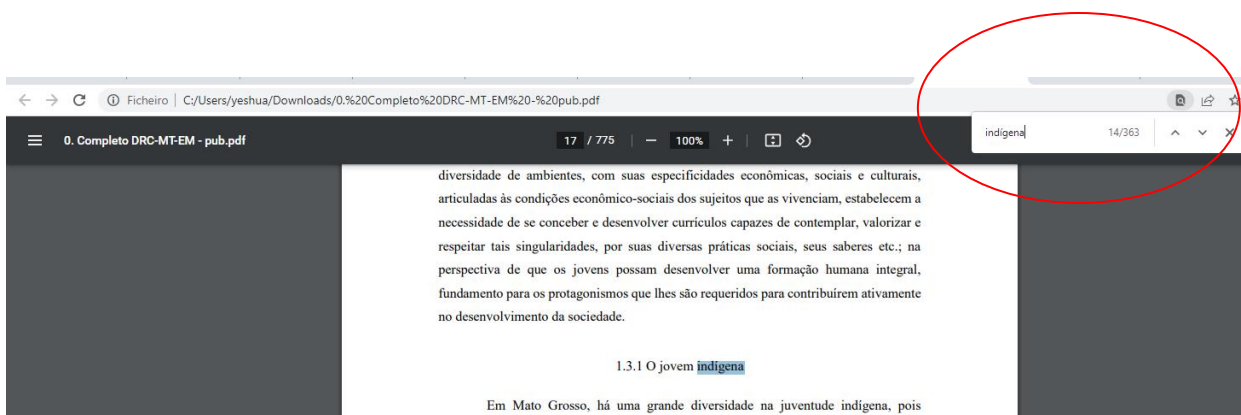 Ficheiro | C:/Users/yeshua/Downloads/0.%20Completo%20DRC-MT-EM%20-%20pub.pdf
indígena 14/363
0. Completo DRC-MT-EM - pub.pdf 17 / 775 | − 100% +
diversidade de ambientes, com suas especificidades econômicas, sociais e culturais,
articuladas às condições econômico-sociais dos sujeitos que as vivenciam, estabelecem a
necessidade de se conceber e desenvolver currículos capazes de contemplar, valorizar e
respeitar tais singularidades, por suas diversas práticas sociais, seus saberes etc.; na
perspectiva de que os jovens possam desenvolver uma formação humana integral,
fundamento para os protagonismos que lhes são requeridos para contribuírem ativamente
no desenvolvimento da sociedade.
1.3.1 O jovem indígena
Em Mato Grosso, há uma grande diversidade na juventude indígena, pois